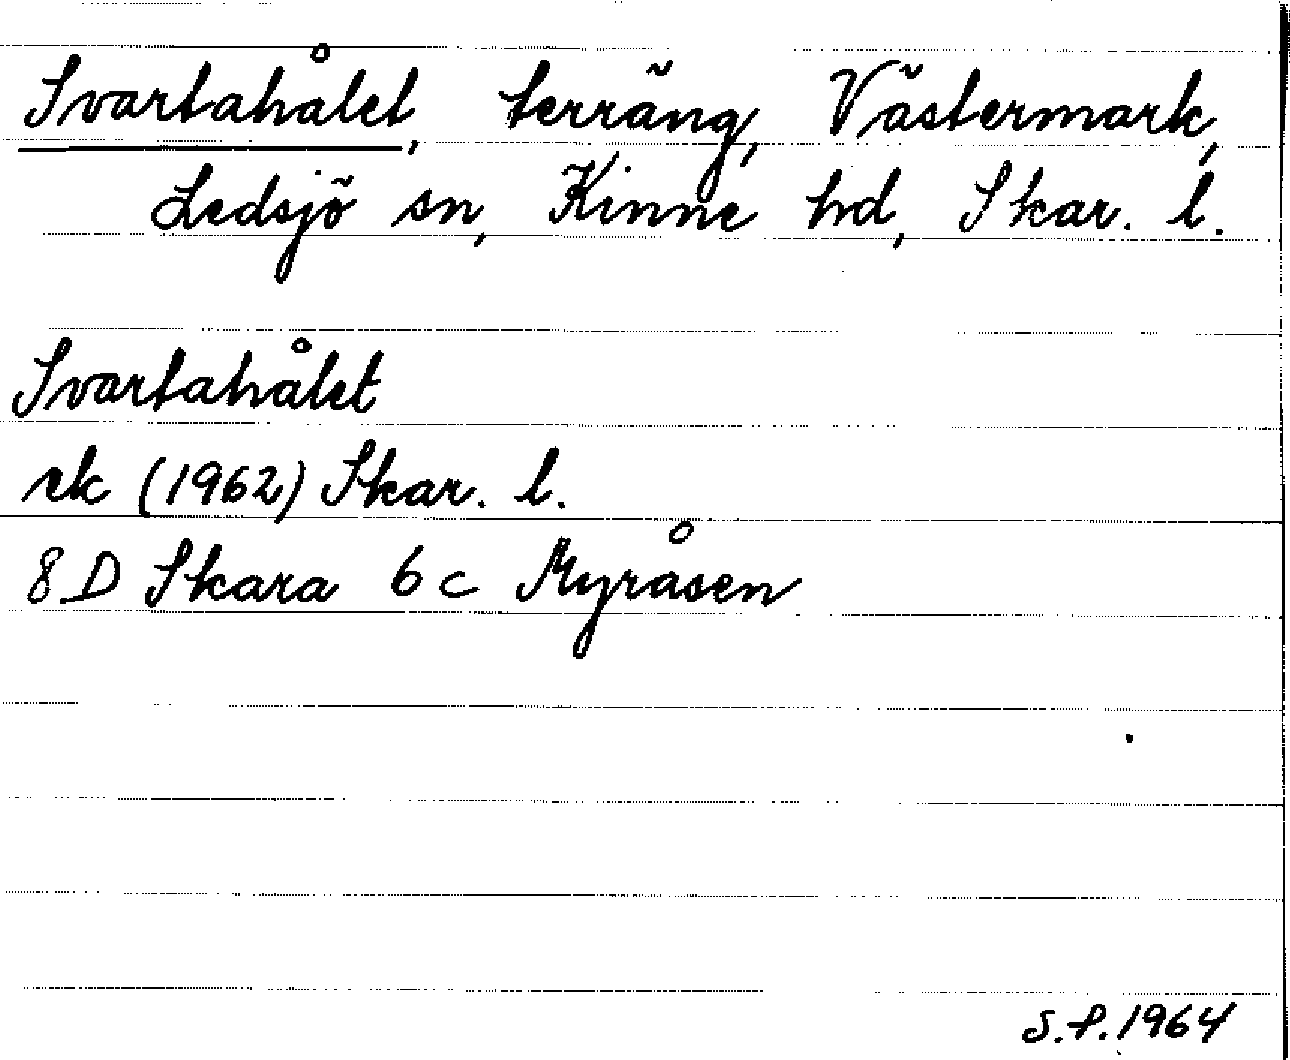 Svartahålet, terräng, Västermark,
Ledsjö sn, Kinne hd, Skar. l.
Svartahålet
ek (1962) Skar. l.
8 D Skara 6 c Myråsen
S.P. 1964